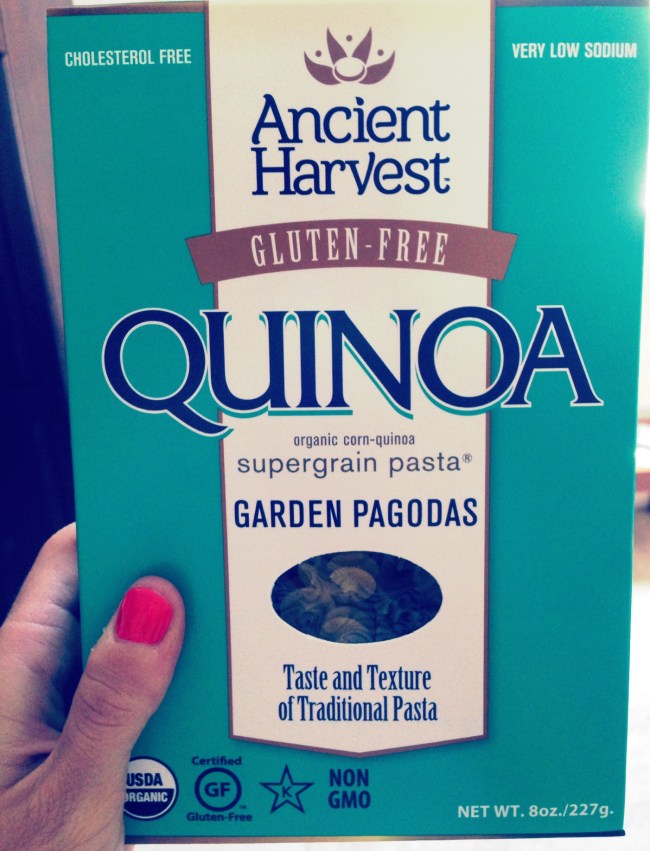 CHOLESTEROL FREE
VERY LOW SODIUM
Ancient
Harvest
GLUTEN-FREE
QUINOA
organic corn-quinoa
supergrain pasta®
GARDEN PAGODAS
Taste and Texture
of Traditional Pasta
USDA
ORGANIC
Certified
GF
Gluten-Free
K
NON
GMO
NET WT. 8oz./227g.